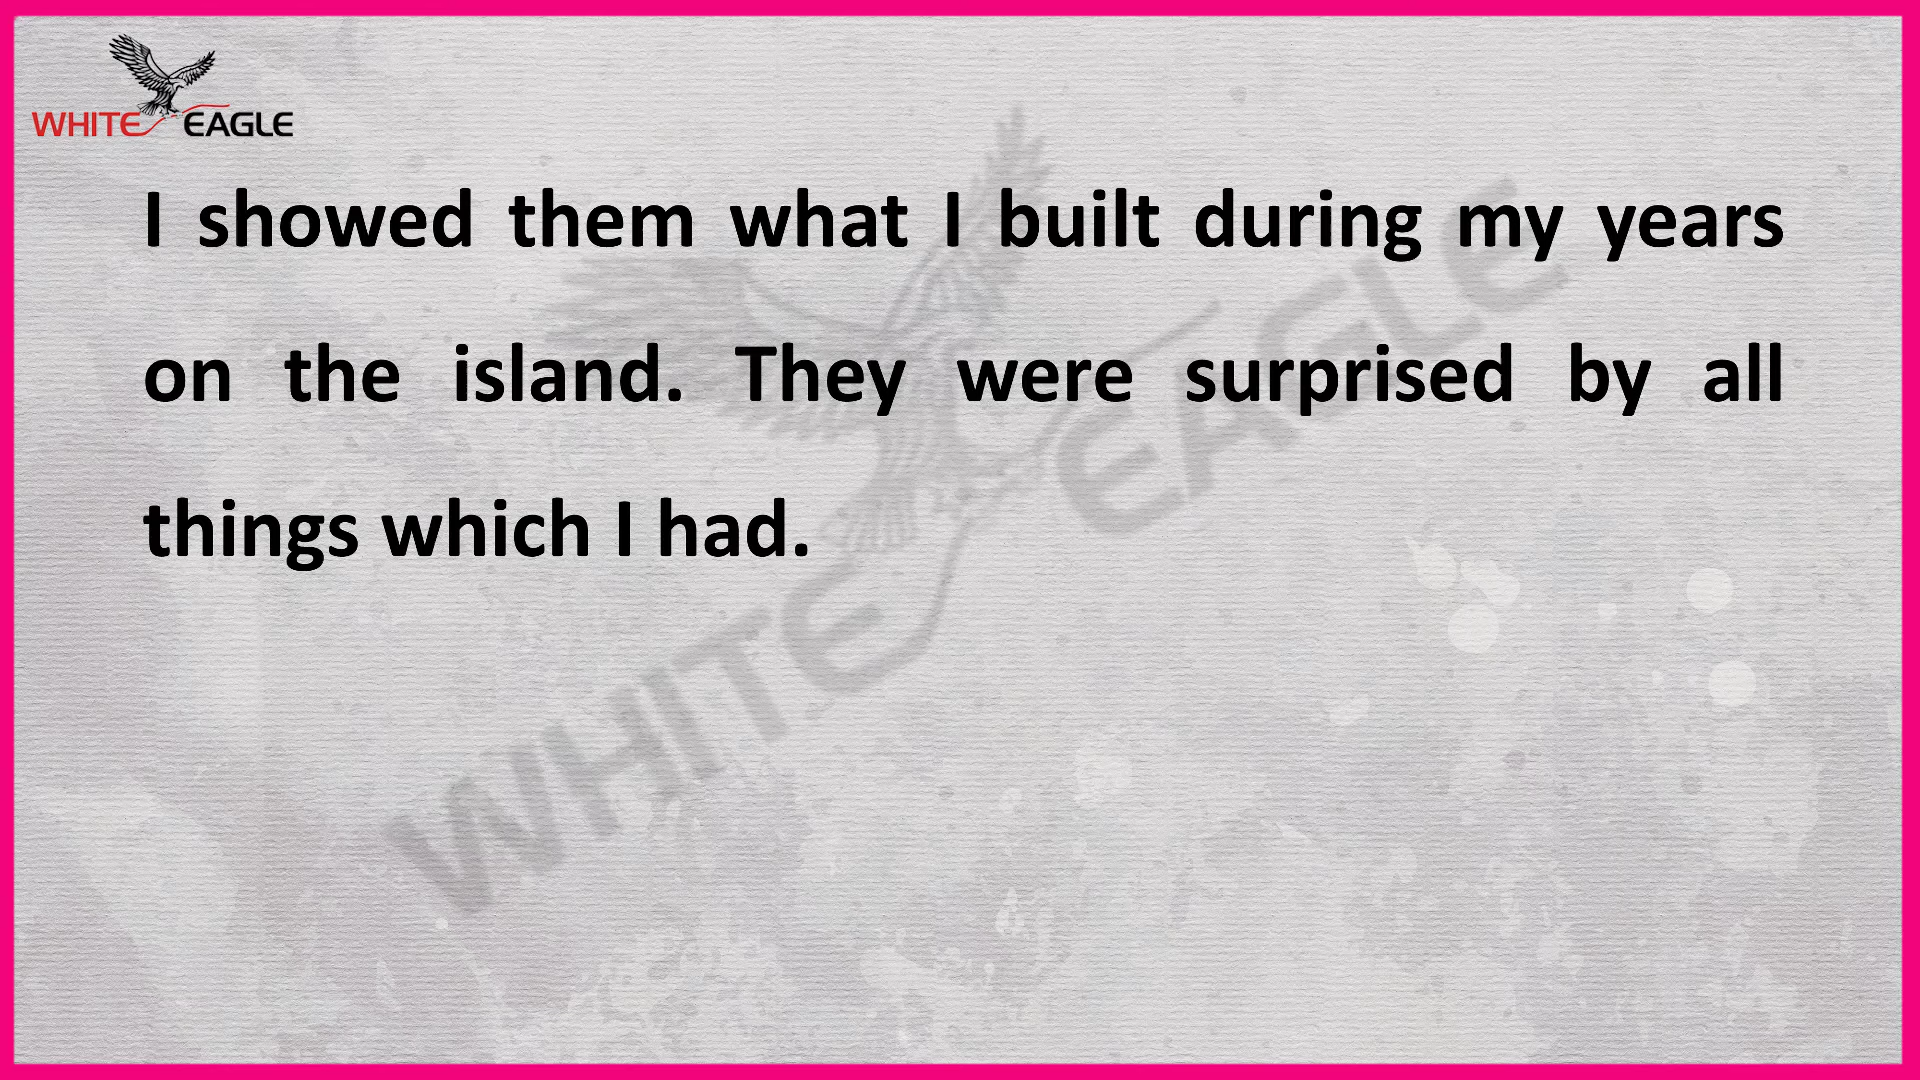 WHITE EAGLE
I showed them what I built during my years
on the island. They were surprised by all
things which I had.
WHITE EAGLE